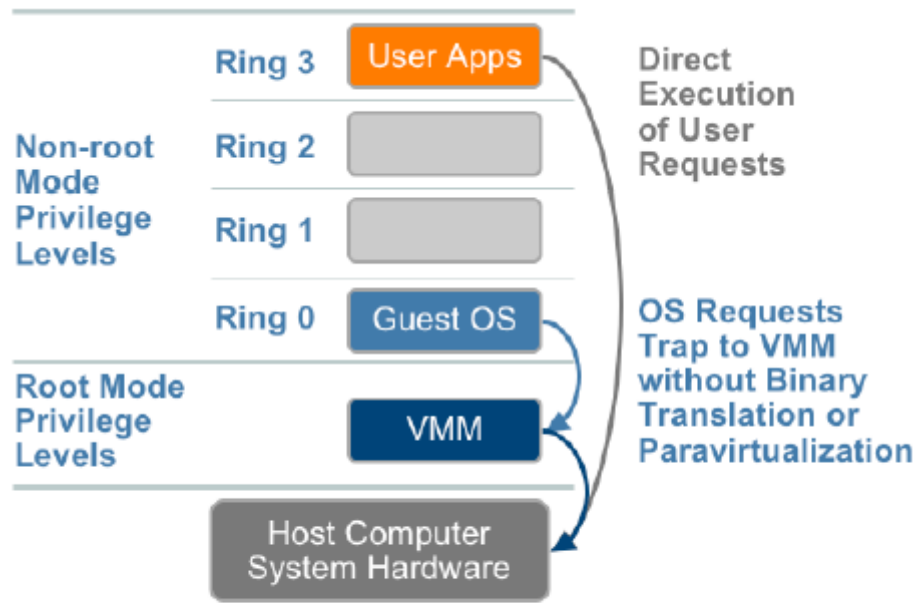 Ring 3
User Apps
Direct
Execution
of User
Requests
Non-root
Mode
Privilege
Levels
Ring 2
Ring 1
Ring 0
Guest OS
OS Requests
Trap to VMM
without Binary
Translation or
Paravirtualization
Root Mode
Privilege
Levels
VMM
Host Computer
System Hardware